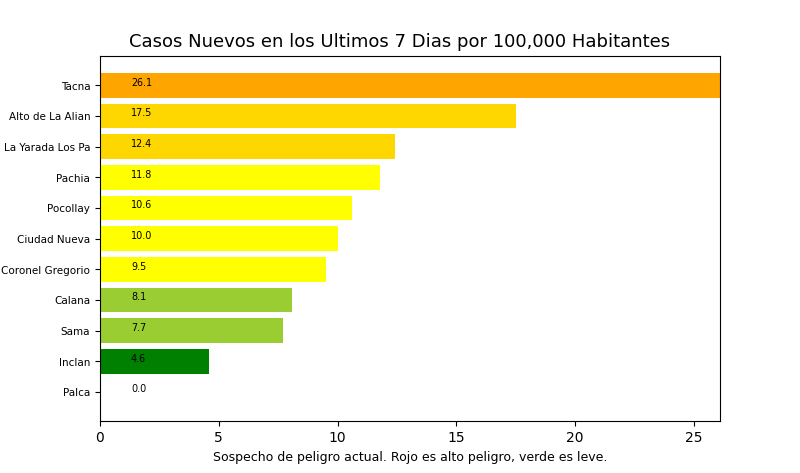 Casos Nuevos en los Ultimos 7 Dias por 100,000 Habitantes
Tacna 26.1
Alto de La Alian 17.5
La Yarada Los Pa 12.4
Pachia 11.8
Pocollay 10.6
Ciudad Nueva 10.0
Coronel Gregorio 9.5
Calana 8.1
Sama 7.7
Inclan 4.6
Palca 0.0
0 5 10 15 20 25
Sospecho de peligro actual. Rojo es alto peligro, verde es leve.